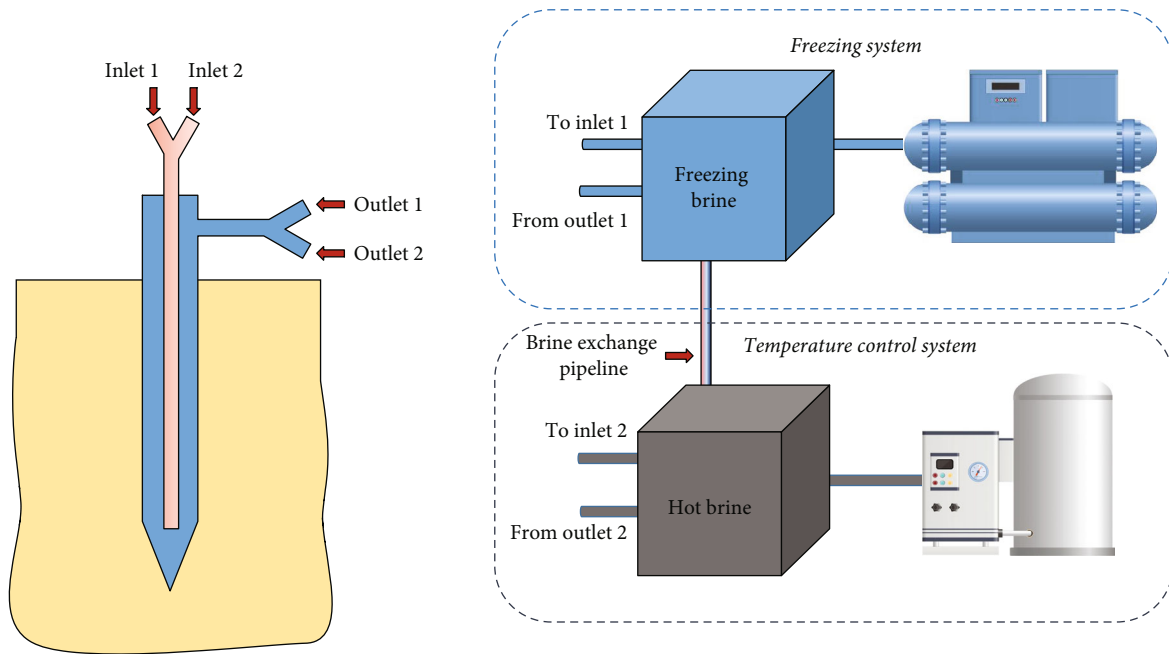 Inlet 1
Inlet 2
Outlet 1
Outlet 2
Freezing system
To inlet 1
Freezing
brine
From outlet 1
Brine exchange
pipeline
Temperature control system
To inlet 2
Hot brine
From outlet 2